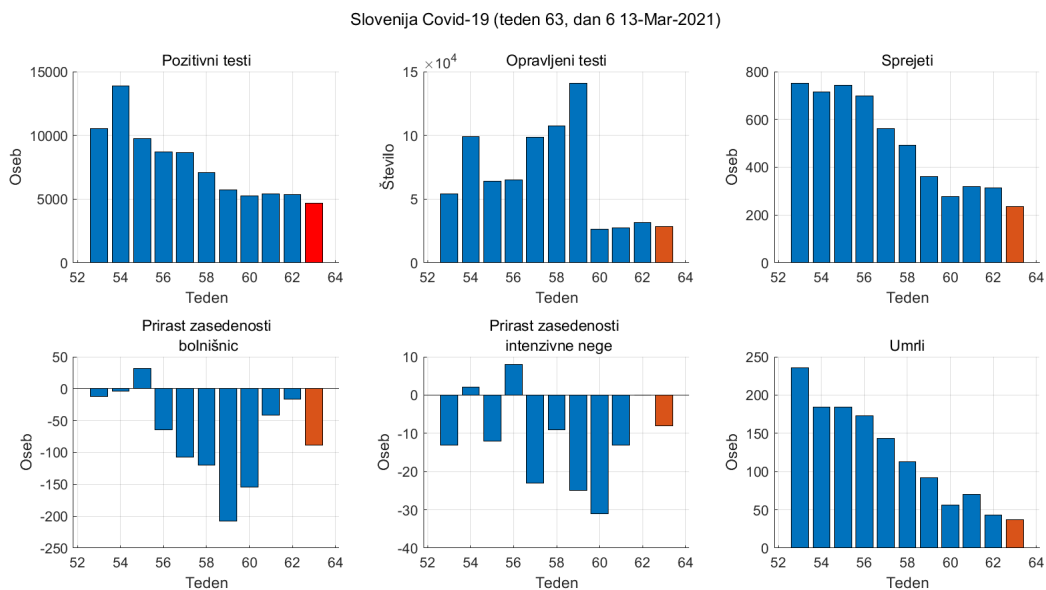 Slovenija Covid-19 (teden 63, dan 6 13-Mar-2021)
Pozitivni testi
15000
10000
5000
0
Oseb
52 54 56 58 60 62 64
Teden
Opravljeni testi
×10⁴
15
10
5
0
Število
52 54 56 58 60 62 64
Teden
Sprejeti
800
600
400
200
0
Oseb
52 54 56 58 60 62 64
Teden
Prirast zasedenosti
bolnišnic
50
0
-50
-100
-150
-200
-250
Oseb
52 54 56 58 60 62 64
Teden
Prirast zasedenosti
intenzivne nege
10
0
-10
-20
-30
-40
Oseb
52 54 56 58 60 62 64
Teden
Umrli
250
200
150
100
50
0
Oseb
52 54 56 58 60 62 64
Teden